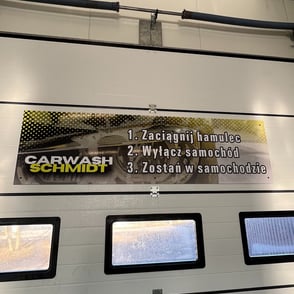 CARWASH
SCHMIDT
1. Zaciągnij hamulec
2. Wyłącz samochód
3. Zostań w samochodzie